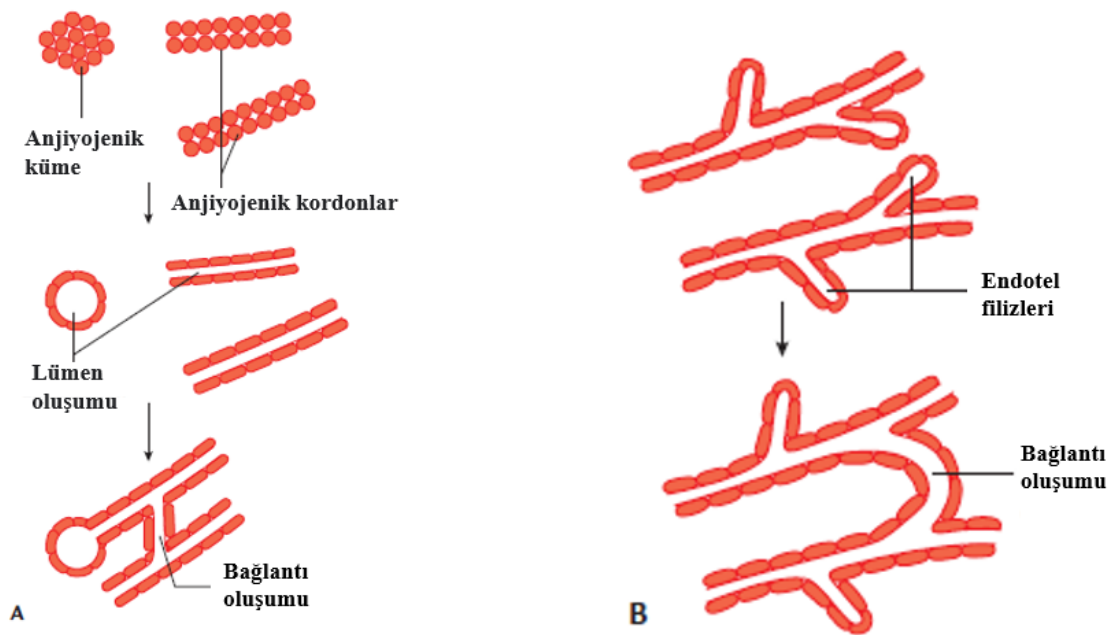 Anjiyojenik
küme
Anjiyojenik kordonlar
Lümen
oluşumu
Bağlantı
oluşumu
A
Endotel
filizleri
Bağlantı
oluşumu
B